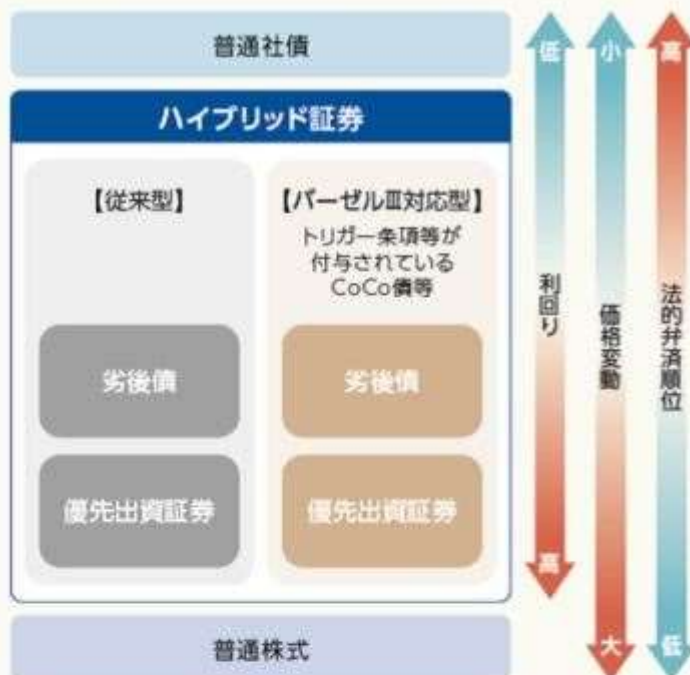 普通社債
ハイブリッド証券
【従来型】
【バーゼルⅢ対応型】
トリガー条項等が
付与されている
CoCo債等
劣後債
劣後債
優先出資証券
優先出資証券
普通株式
低
利回り
高
小
価格変動
大
高
法的弁済順位
低